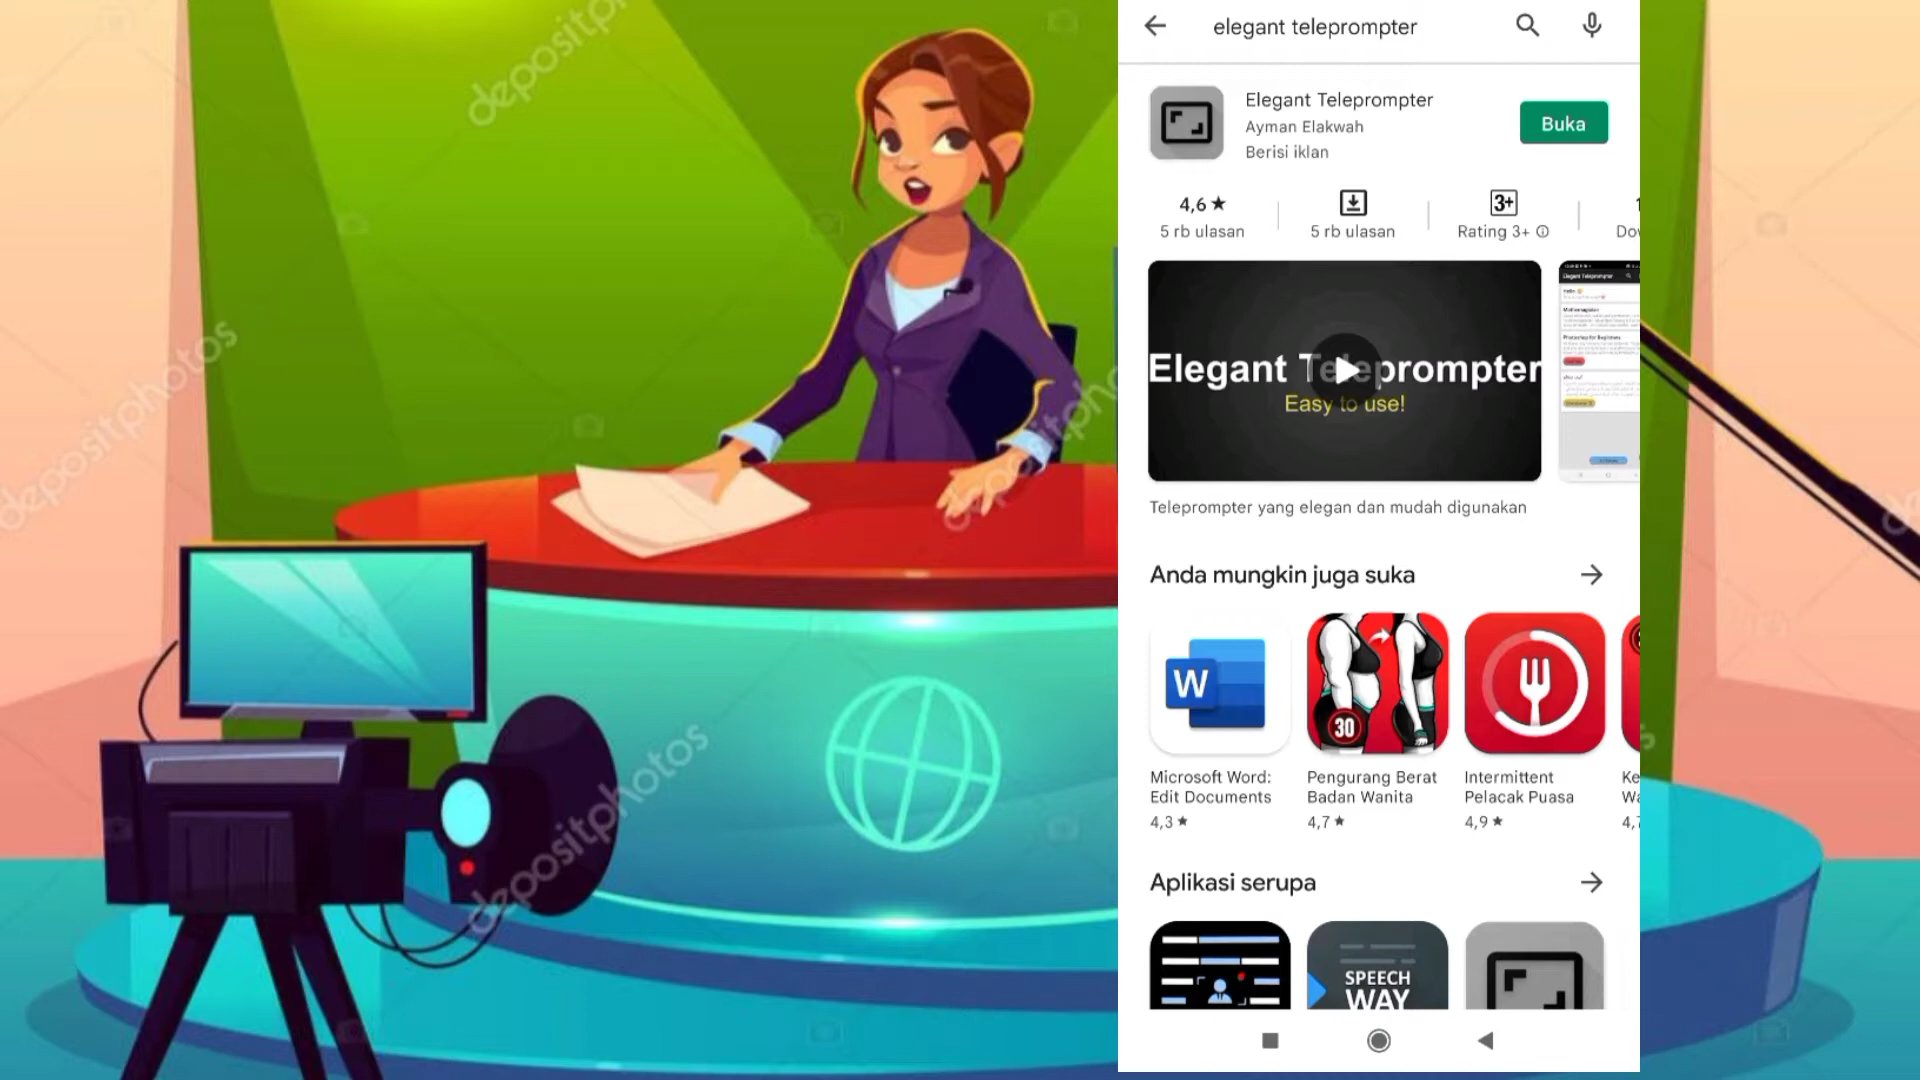 elegant teleprompter
Elegant Teleprompter
Ayman Elakwah
Berisi iklan
Buka
4,6 ★
5 rb ulasan
5 rb ulasan
3+
Rating 3+
Elegant Teleprompter
Easy to use!
Elegant Teleprompter
Teleprompter yang elegan dan mudah digunakan
Anda mungkin juga suka
W
30
Microsoft Word:
Edit Documents
4,3 ★
Pengurang Berat
Badan Wanita
4,7 ★
Intermittent
Pelacak Puasa
4,9 ★
Aplikasi serupa
SPEECH
WAY
depositphotos
depositphotos
depositphotos